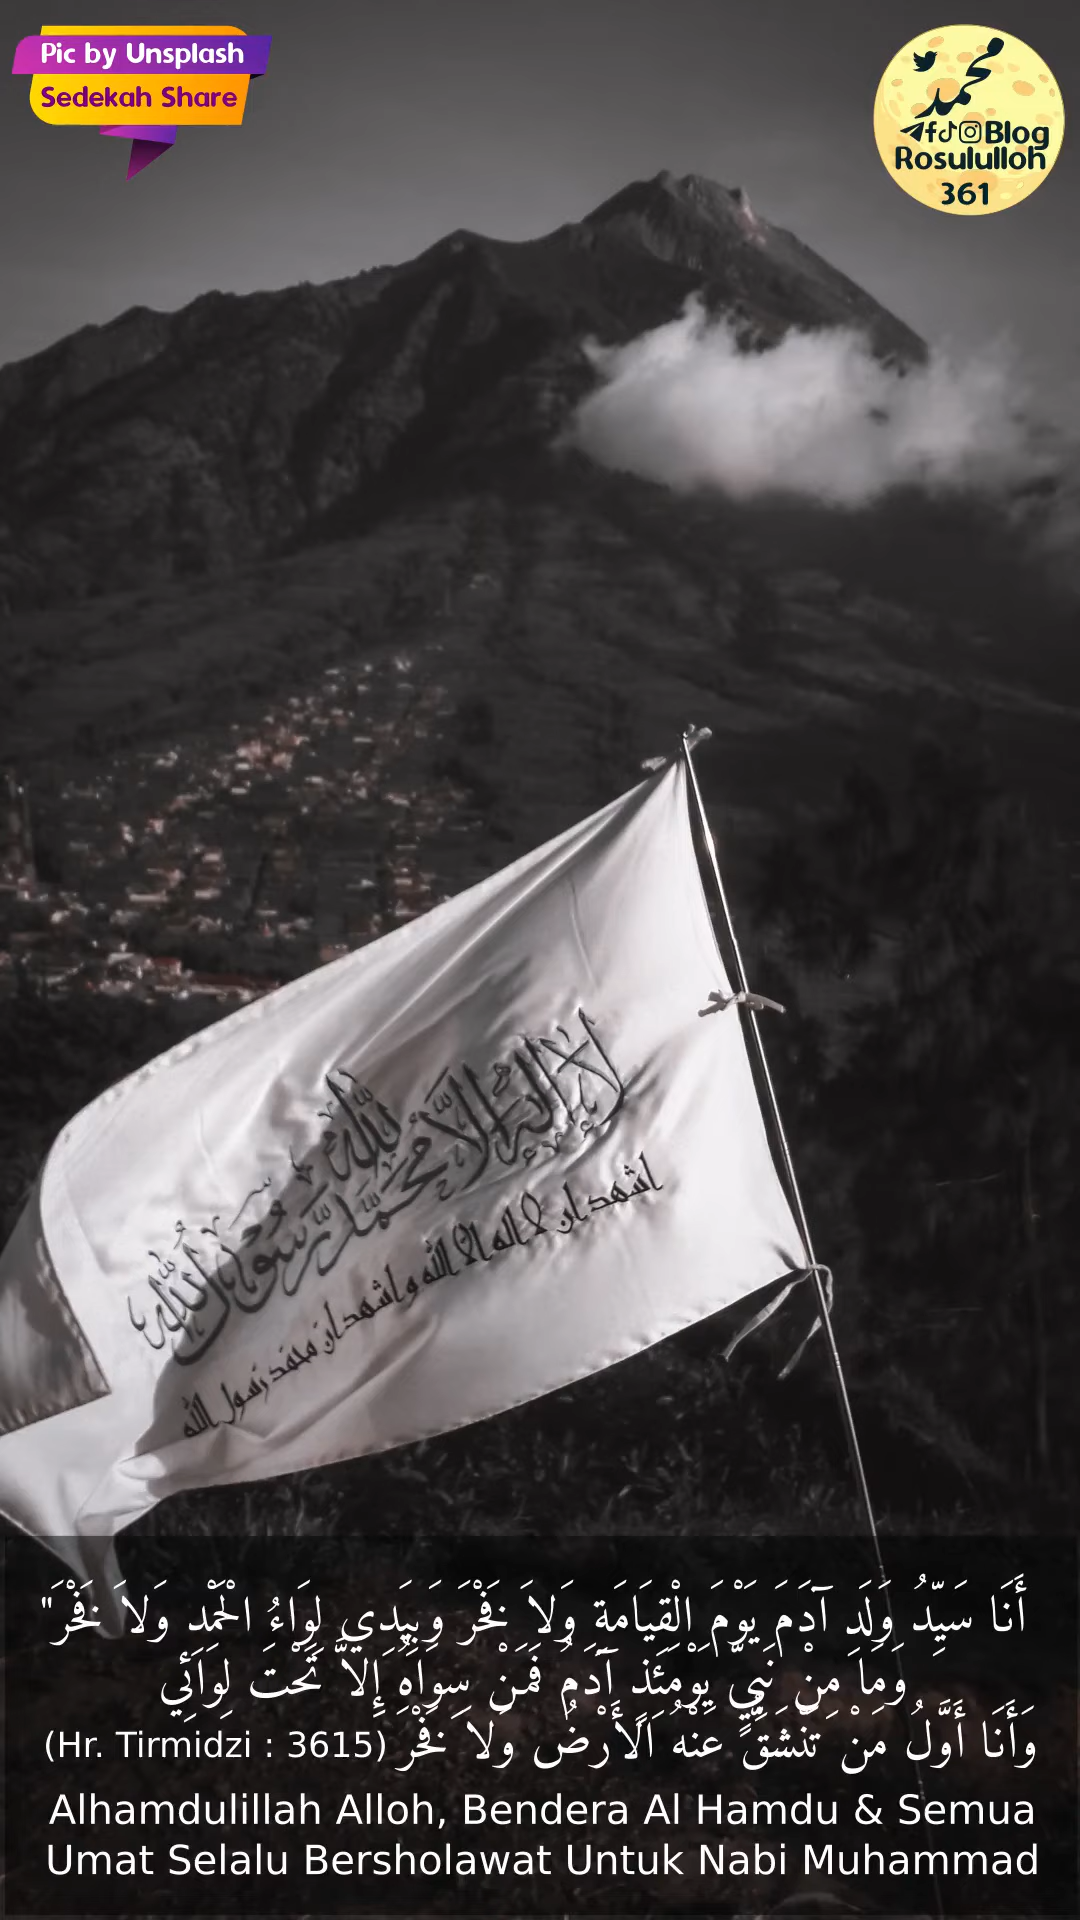 Pic by Unsplash
Sedekah Share
محمد
Blog
Rosululloh
361
لا إله إلا الله محمد رسول الله
اشهد ان لا اله الا الله و اشهد ان محمد رسول الله
أَنَا سَيِّدُ وَلَدِ آدَمَ يَوْمَ الْقِيَامَةِ وَلاَ فَخْرَ وَبِيَدِي لِوَاءُ الْحَمْدِ وَلاَ فَخْرَ"
وَمَا مِنْ نَبِيٍّ يَوْمَئِذٍ آدَمُ فَمَنْ سِوَاهُ إِلاَّ تَحْتَ لِوَائِي
وَأَنَا أَوَّلُ مَنْ تَنْشَقُّ عَنْهُ الأَرْضُ وَلاَ فَخْرَ (Hr. Tirmidzi : 3615)
Alhamdulillah Alloh, Bendera Al Hamdu & Semua
Umat Selalu Bersholawat Untuk Nabi Muhammad